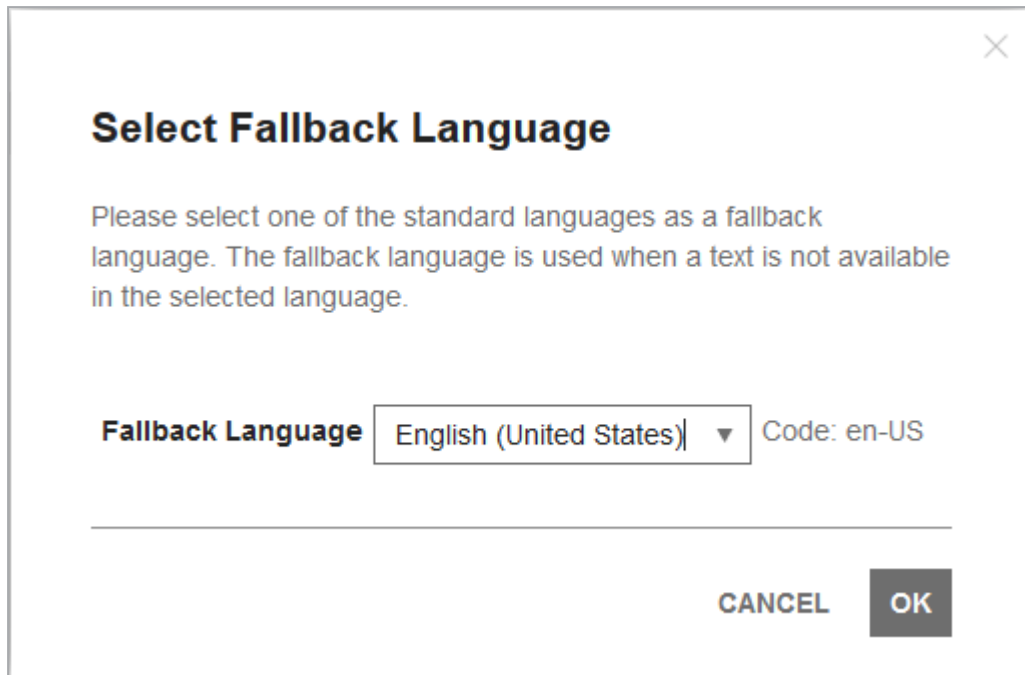 Select Fallback Language
Please select one of the standard languages as a fallback
language. The fallback language is used when a text is not available
in the selected language.
Fallback Language English (United States) Code: en-US
CANCEL OK